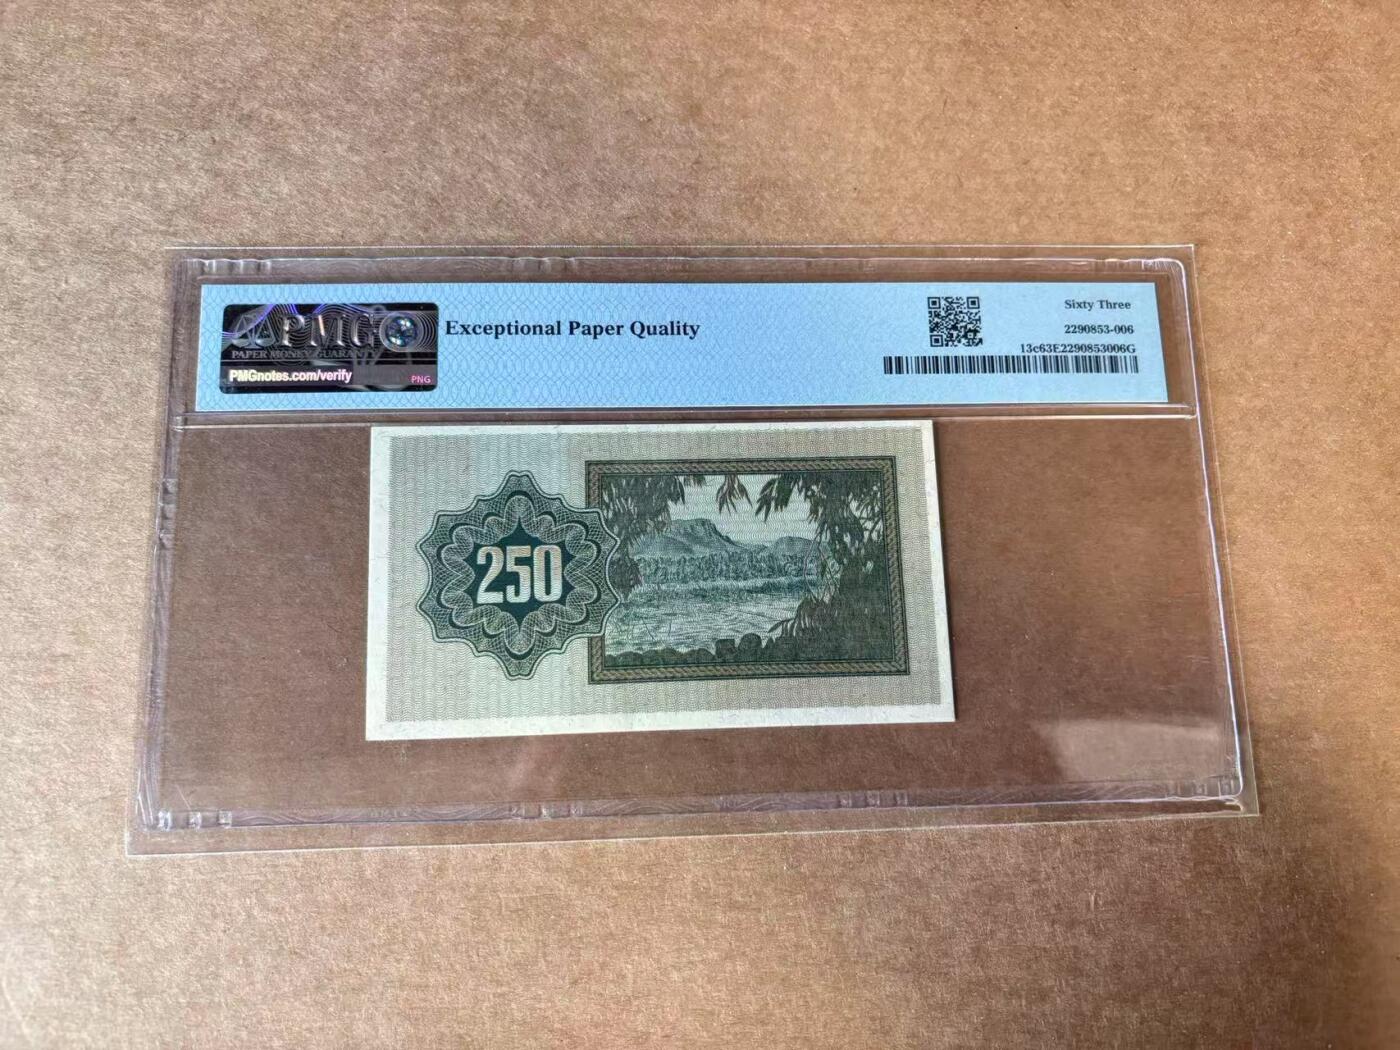 PMG
PAPER MONEY GUARANTY
PMGnotes.com/verify
PNG
Exceptional Paper Quality
Sixty Three
2290853-006
13c63E2290853006G
250